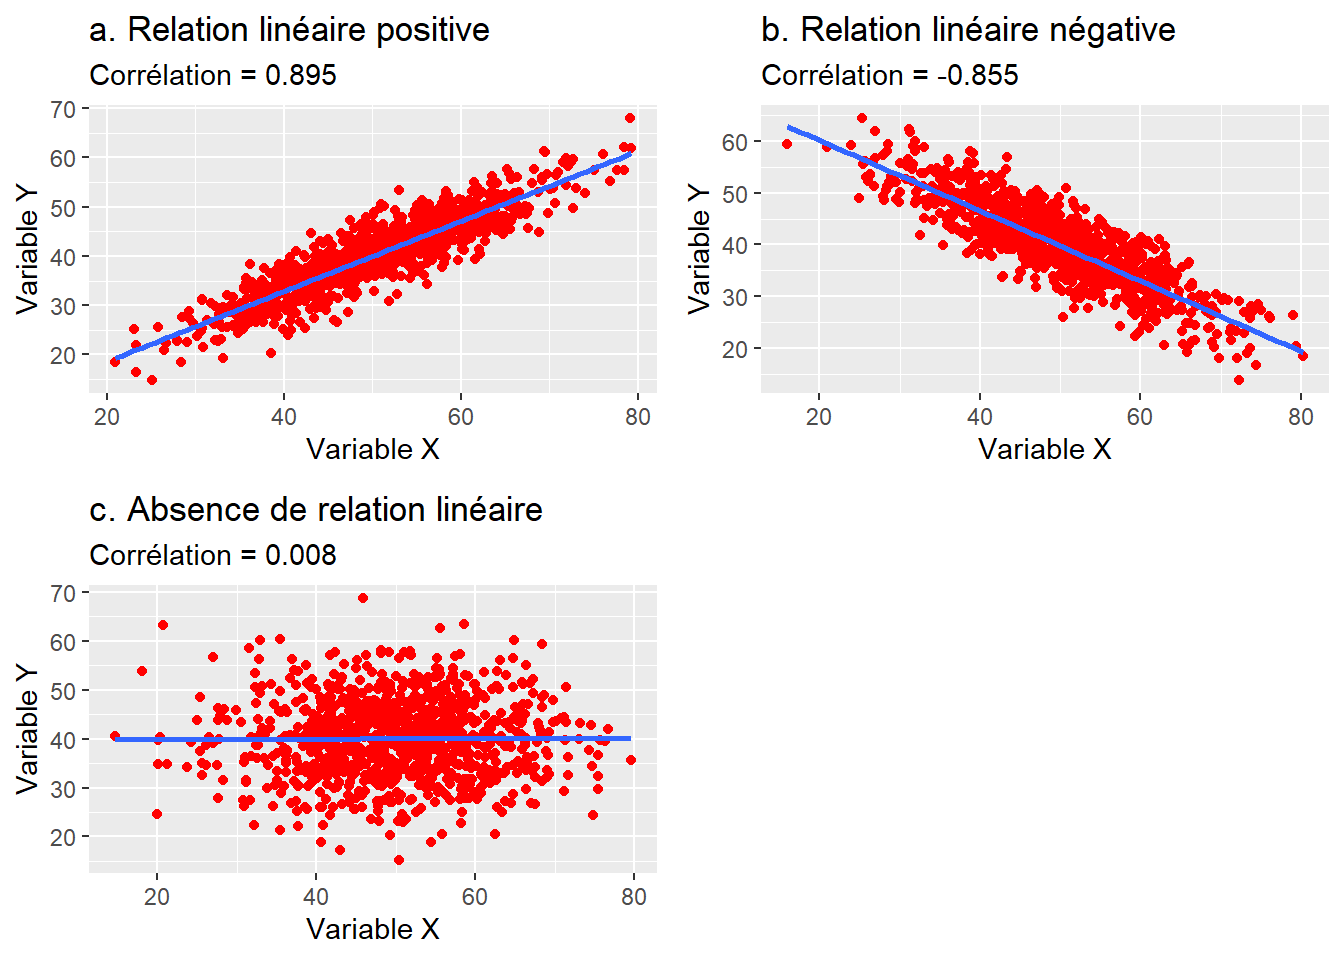 a. Relation linéaire positive
Corrélation = 0.895
70
60
50
40
30
20
Variable Y
20 40 60 80
Variable X
b. Relation linéaire négative
Corrélation = -0.855
60
50
40
30
20
Variable Y
20 40 60 80
Variable X
c. Absence de relation linéaire
Corrélation = 0.008
70
60
50
40
30
20
Variable Y
20 40 60 80
Variable X